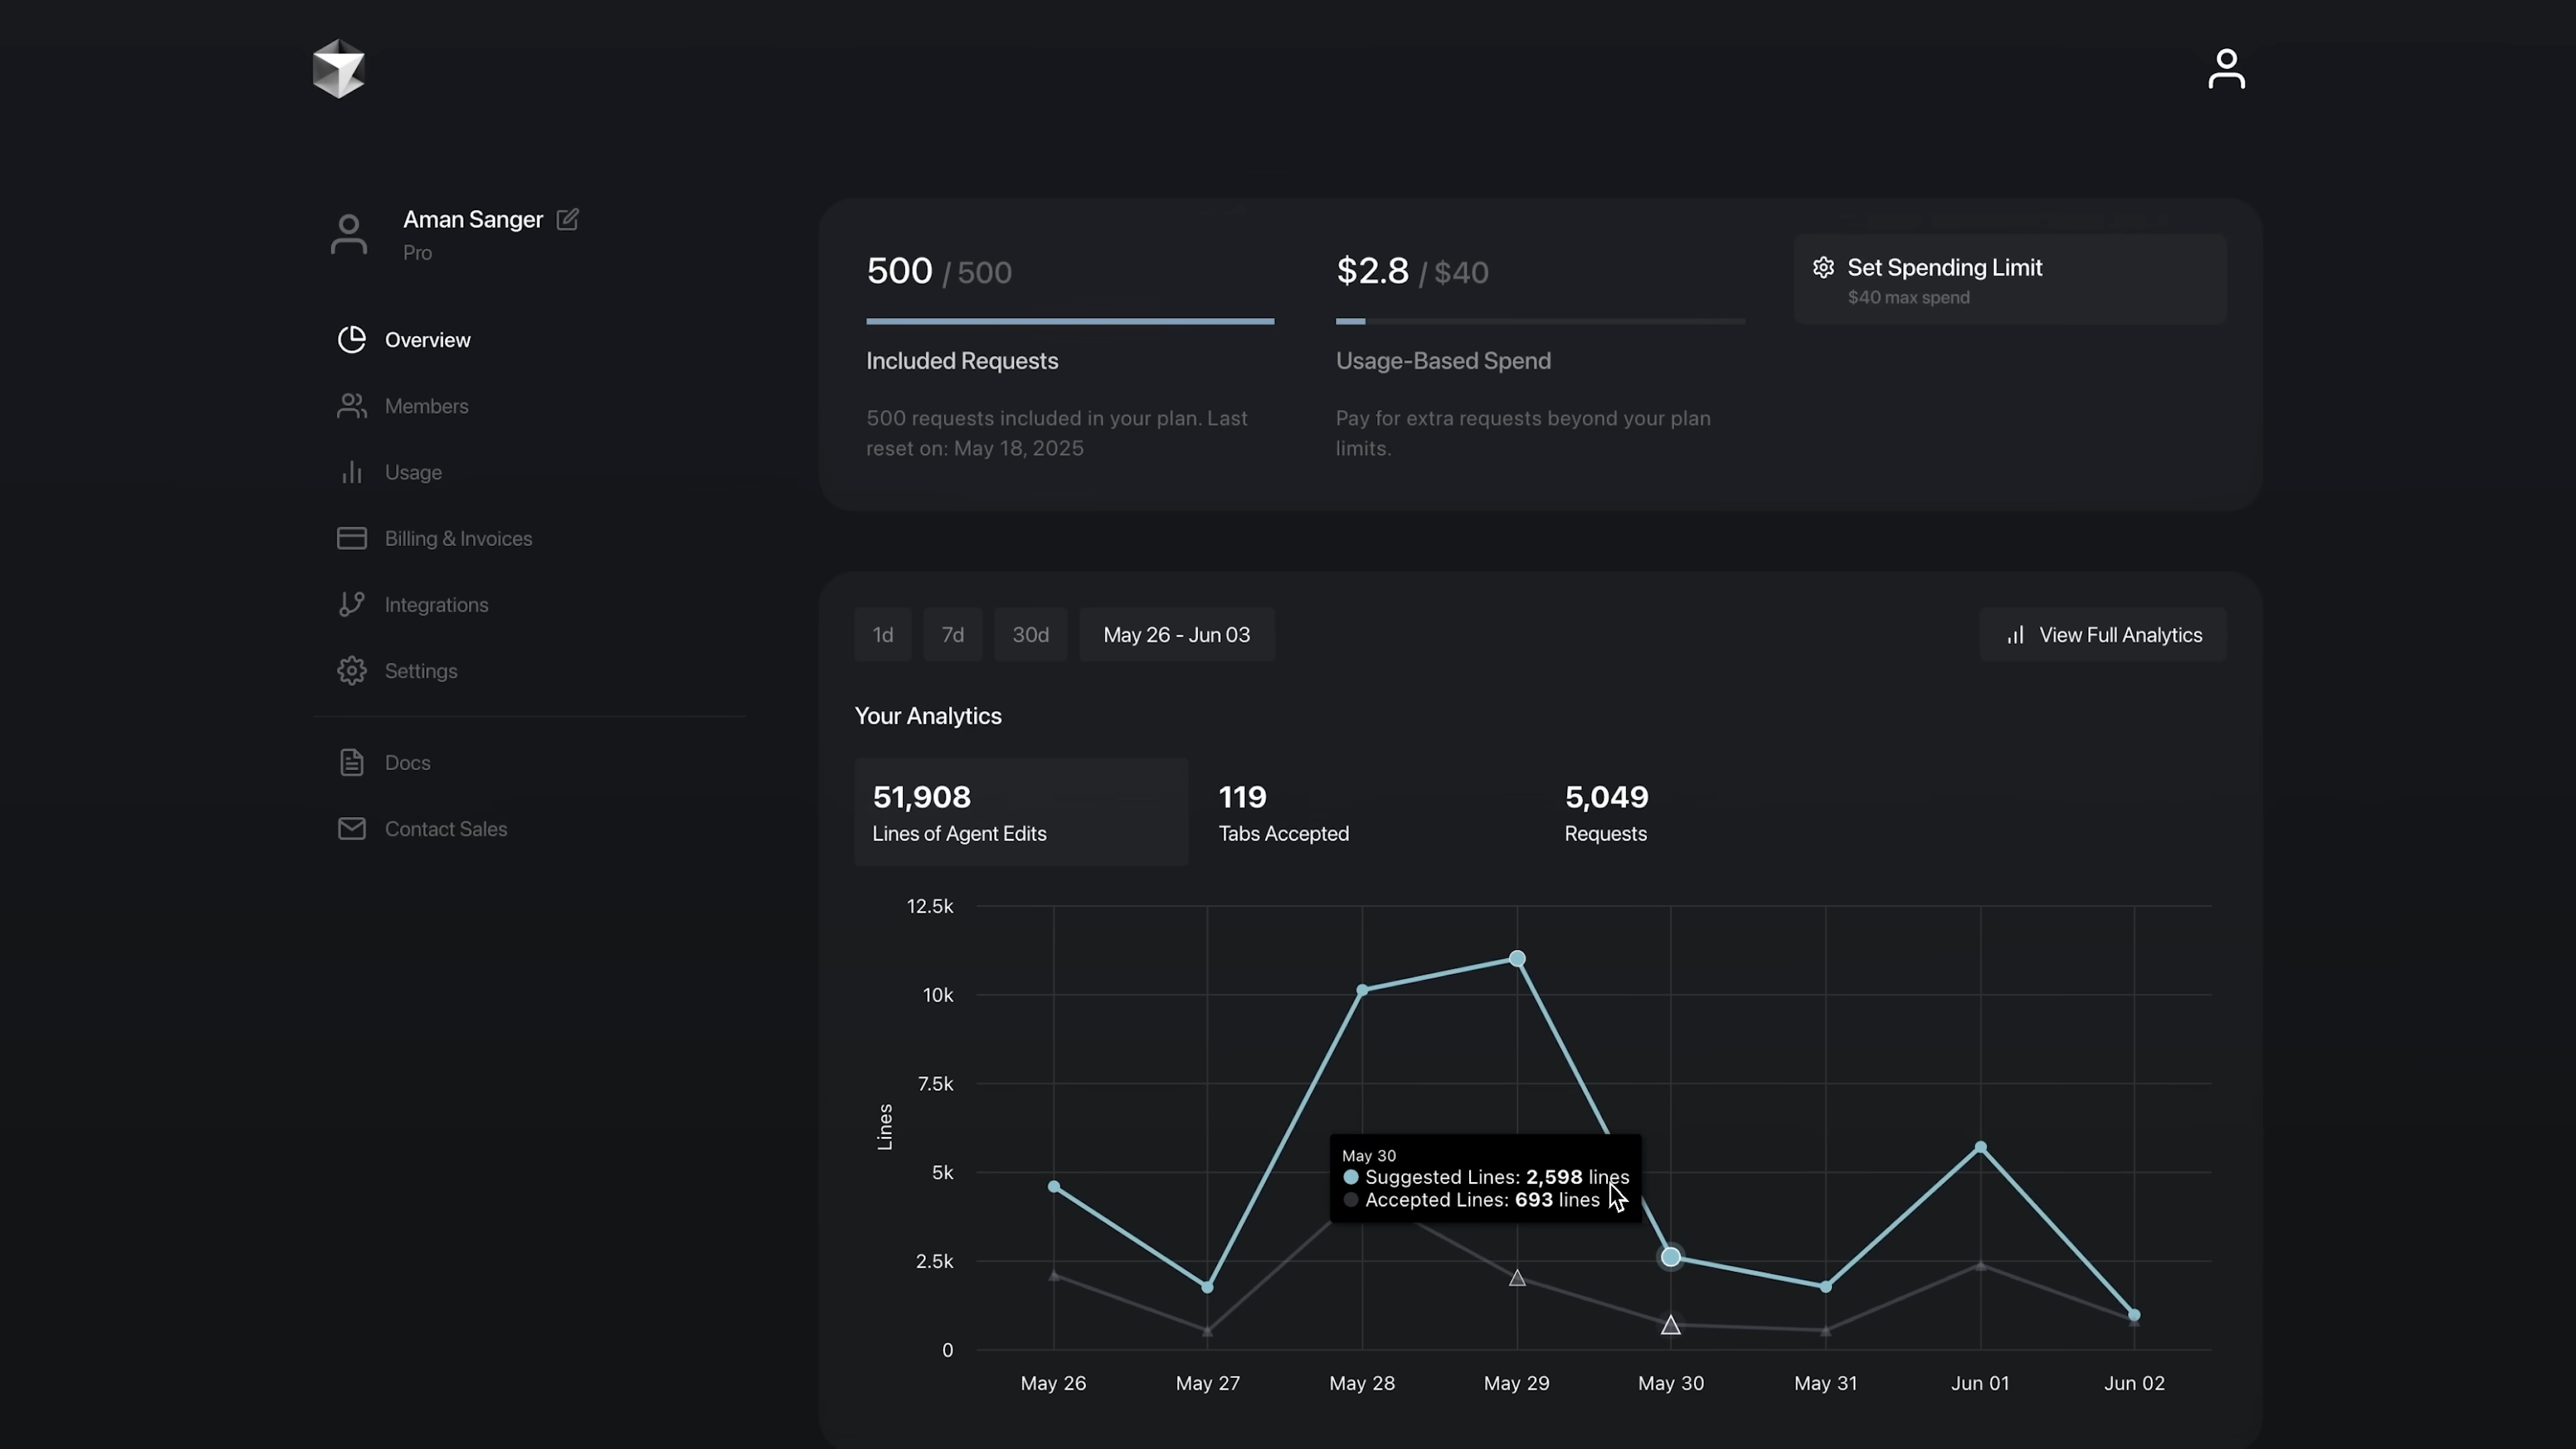 Aman Sanger
Pro
Overview
Members
Usage
Billing & Invoices
Integrations
Settings
Docs
Contact Sales
500 / 500
Included Requests
500 requests included in your plan. Last
reset on: May 18, 2025
$2.8 / $40
Usage-Based Spend
Pay for extra requests beyond your plan
limits.
Set Spending Limit
$40 max spend
1d
7d
30d
May 26 - Jun 03
View Full Analytics
Your Analytics
51,908
Lines of Agent Edits
119
Tabs Accepted
5,049
Requests
Lines
12.5k
10k
7.5k
5k
2.5k
0
May 30
Suggested Lines: 2,598 lines
Accepted Lines: 693 lines
May 26
May 27
May 28
May 29
May 30
May 31
Jun 01
Jun 02